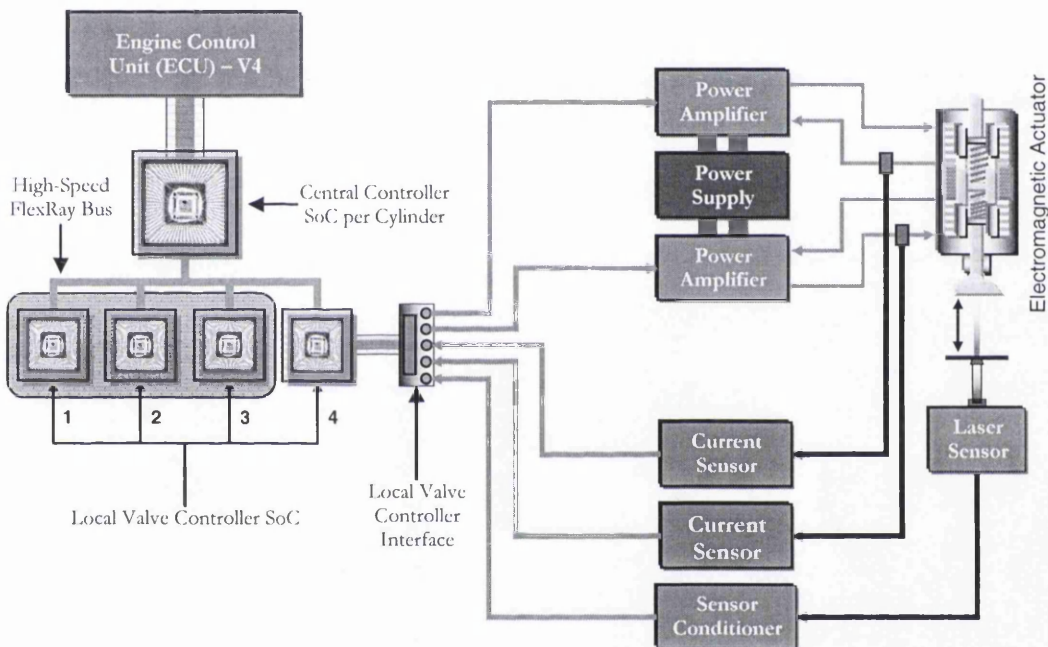 Engine Control
Unit (ECU) – V4
High-Speed
FlexRay Bus
Central Controller
SoC per Cylinder
1
2
3
4
Local Valve Controller SoC
Local Valve
Controller
Interface
Power
Amplifier
Power
Supply
Power
Amplifier
Electromagnetic Actuator
Current
Sensor
Current
Sensor
Laser
Sensor
Sensor
Conditioner